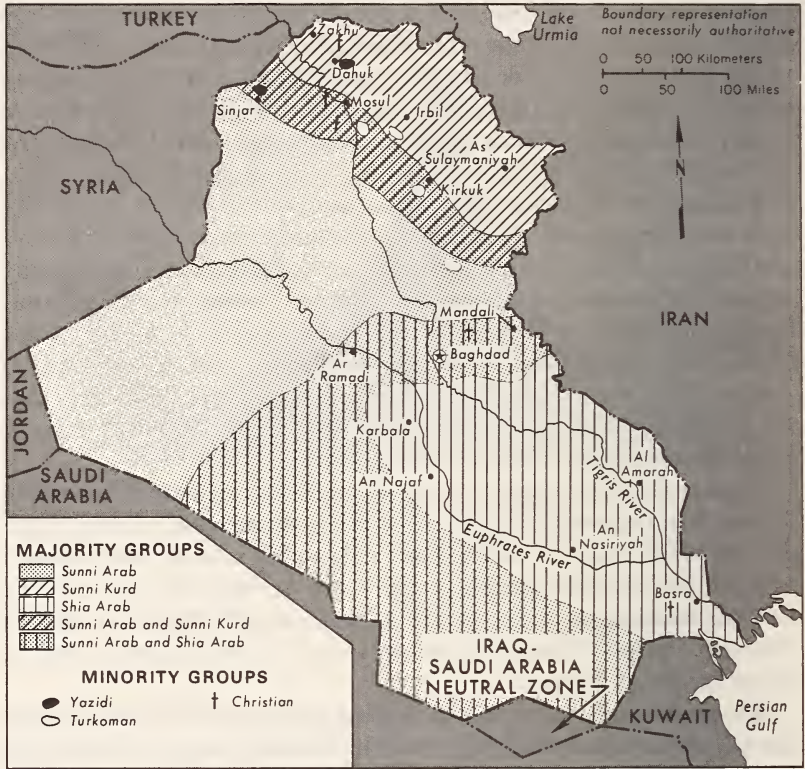 TURKEY
Lake
Urmia
Boundary representation
not necessarily authoritative
0 50 100 Kilometers
0 50 100 Miles
N
Zakhu
Dahuk
Mosul
Sinjar
Irbil
As
Sulaymaniyah
Kirkuk
SYRIA
IRAN
Mandali
Baghdad
Ar
Ramadi
JORDAN
SAUDI
ARABIA
Karbala
An Najaf
Al
Amarah
Tigris River
Euphrates River
An
Nasiriyah
Basra
IRAQ-
SAUDI ARABIA
NEUTRAL ZONE
KUWAIT
Persian
Gulf
MAJORITY GROUPS
Sunni Arab
Sunni Kurd
Shia Arab
Sunni Arab and Sunni Kurd
Sunni Arab and Shia Arab
MINORITY GROUPS
Yazidi
Christian
Turkoman